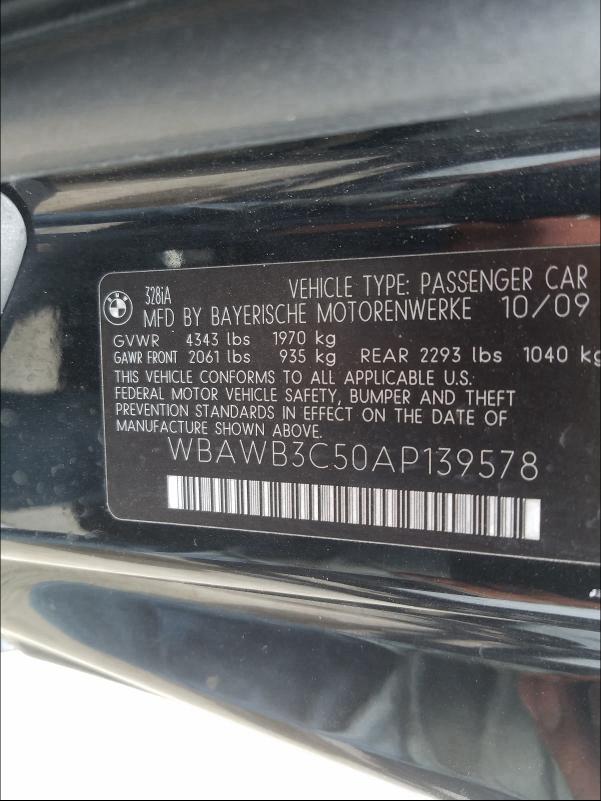 328iA VEHICLE TYPE: PASSENGER CAR
MFD BY BAYERISCHE MOTORENWERKE 10/09
GVWR 4343 lbs 1970 kg
GAWR FRONT 2061 lbs 935 kg REAR 2293 lbs 1040 kg
THIS VEHICLE CONFORMS TO ALL APPLICABLE U.S.
FEDERAL MOTOR VEHICLE SAFETY, BUMPER AND THEFT
PREVENTION STANDARDS IN EFFECT ON THE DATE OF
MANUFACTURE SHOWN ABOVE.
WBAWB3C50AP139578